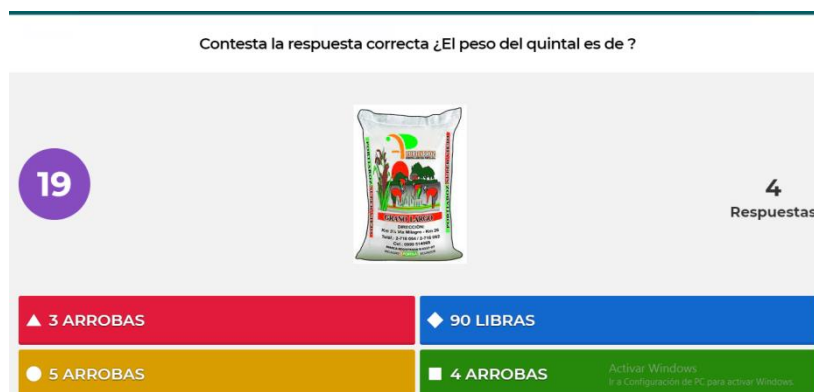 Contesta la respuesta correcta ¿El peso del quintal es de ?
19
GRANO LARGO
DIRECCIÓN:
4
Respuestas
3 ARROBAS
90 LIBRAS
5 ARROBAS
4 ARROBAS
Activar Windows
Ir a Configuración de PC para activar Windows.